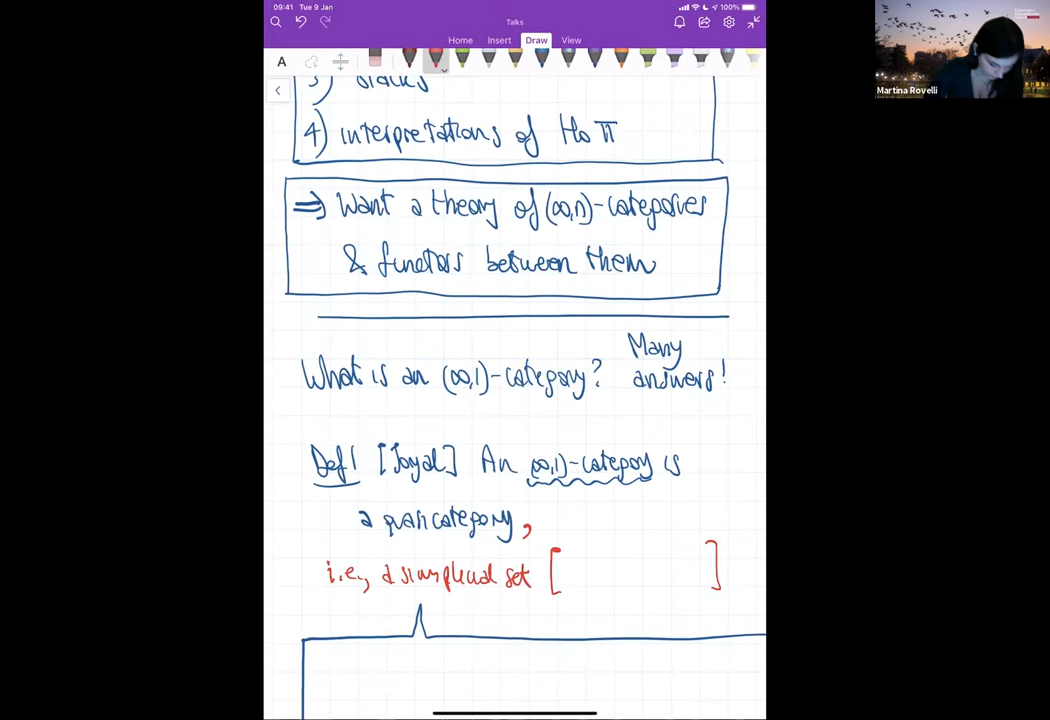 09:41 Tue 9 Jan
100%
Talks
Home Insert Draw View
A
3) stacks
4) interpretations of Ho Π
⇒ Want a theory of (∞,n)-categories
& functors between them
What is an (∞,1)-category? Many answers!
Def 1 [Joyal] An (∞,1)-category is
a quasicategory,
i.e., a simplicial set [ ]
Martina Rovelli